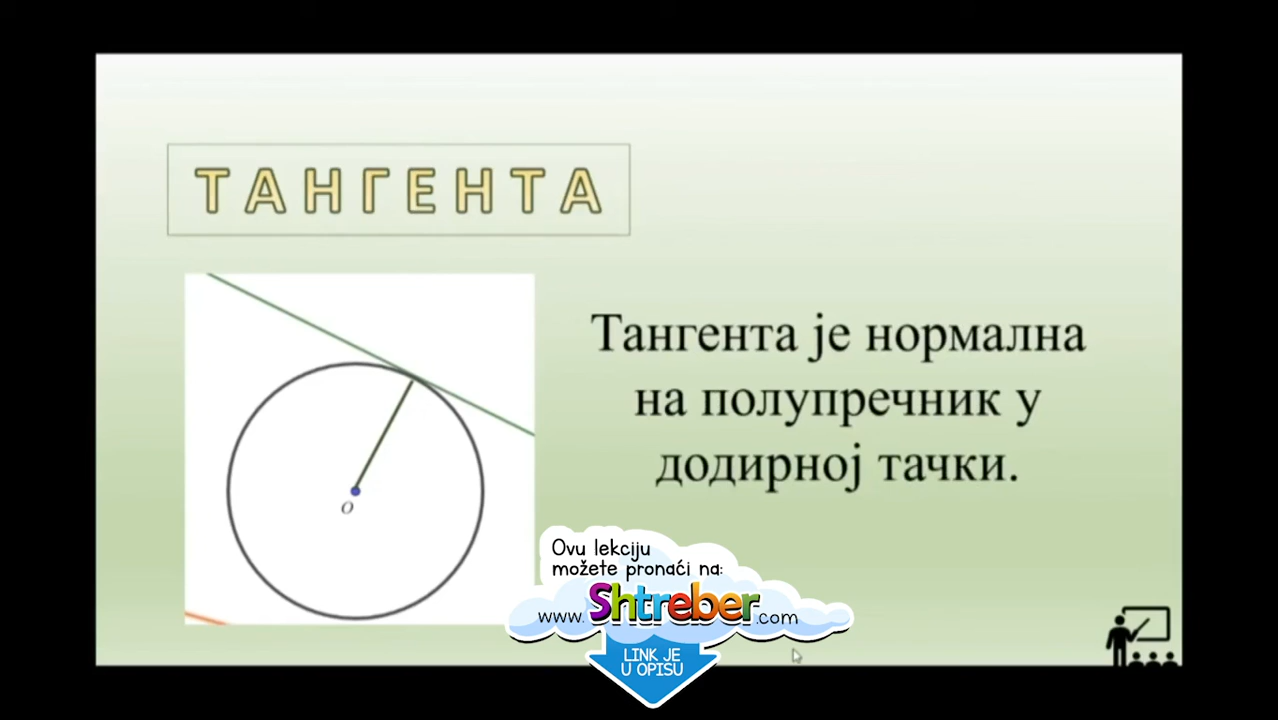 ТАНГЕНТА
Тангента је нормална
на полупречник у
додирној тачки.
O
Ovu lekciju
možete pronaći na:
www.Shtreber.com
LINK JE
U OPISU